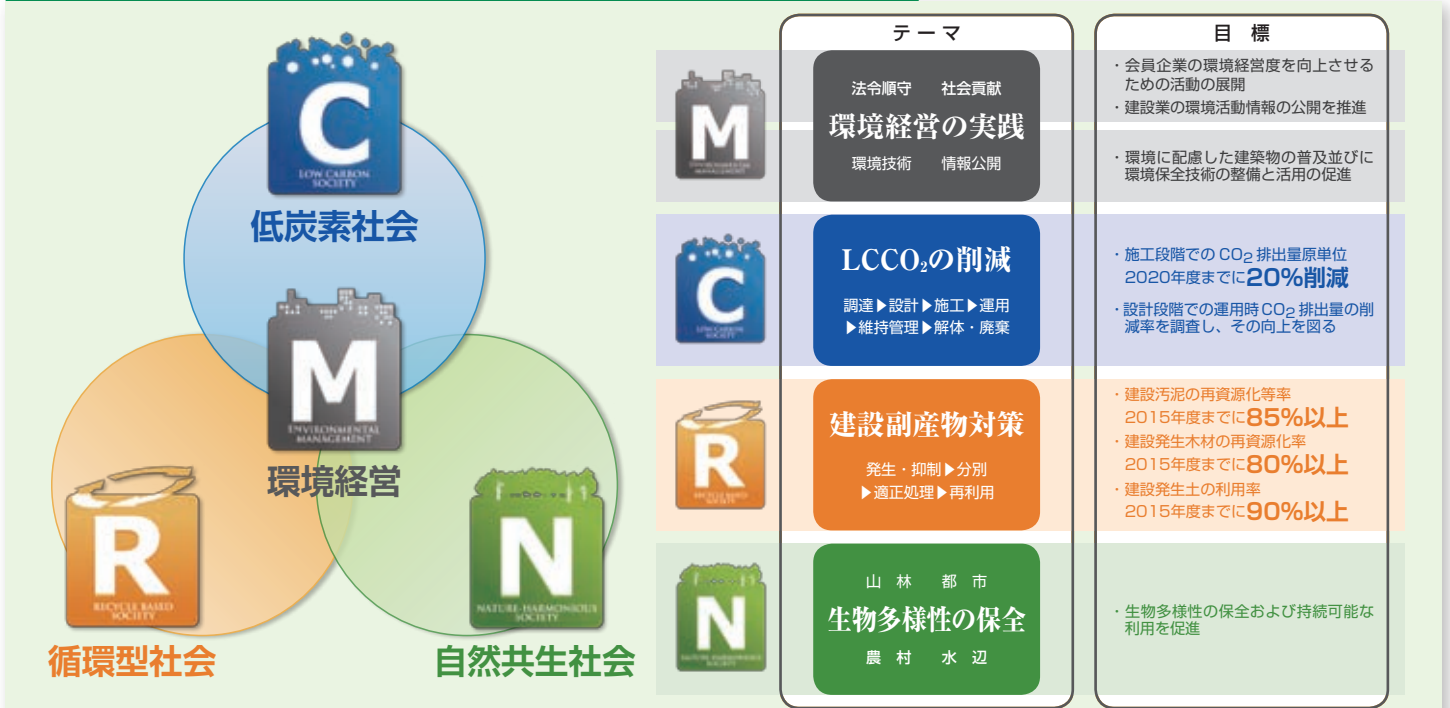 C
LOW CARBON
SOCIETY
低炭素社会
M
ENVIRONMENTAL
MANAGEMENT
環境経営
R
RECYCLE BASED
SOCIETY
循環型社会
N
NATURE-HARMONIOUS
SOCIETY
自然共生社会
テーマ
目 標
M
ENVIRONMENTAL
MANAGEMENT
法令順守 社会貢献
環境経営の実践
環境技術 情報公開
・会員企業の環境経営度を向上させる
ための活動の展開
・建設業の環境活動情報の公開を推進
・環境に配慮した建築物の普及並びに
環境保全技術の整備と活用の促進
C
LOW CARBON
SOCIETY
LCCO₂の削減
調達▶設計▶施工▶運用
▶維持管理▶解体・廃棄
・施工段階での CO₂ 排出量原単位
2020年度までに20%削減
・設計段階での運用時 CO₂ 排出量の削
減率を調査し、その向上を図る
R
RECYCLE BASED
SOCIETY
建設副産物対策
発生・抑制▶分別
▶適正処理▶再利用
・建設汚泥の再資源化等率
2015年度までに85%以上
・建設発生木材の再資源化率
2015年度までに80%以上
・建設発生土の利用率
2015年度までに90%以上
N
NATURE-HARMONIOUS
SOCIETY
山 林 都 市
生物多様性の保全
農 村 水 辺
・生物多様性の保全および持続可能な
利用を促進